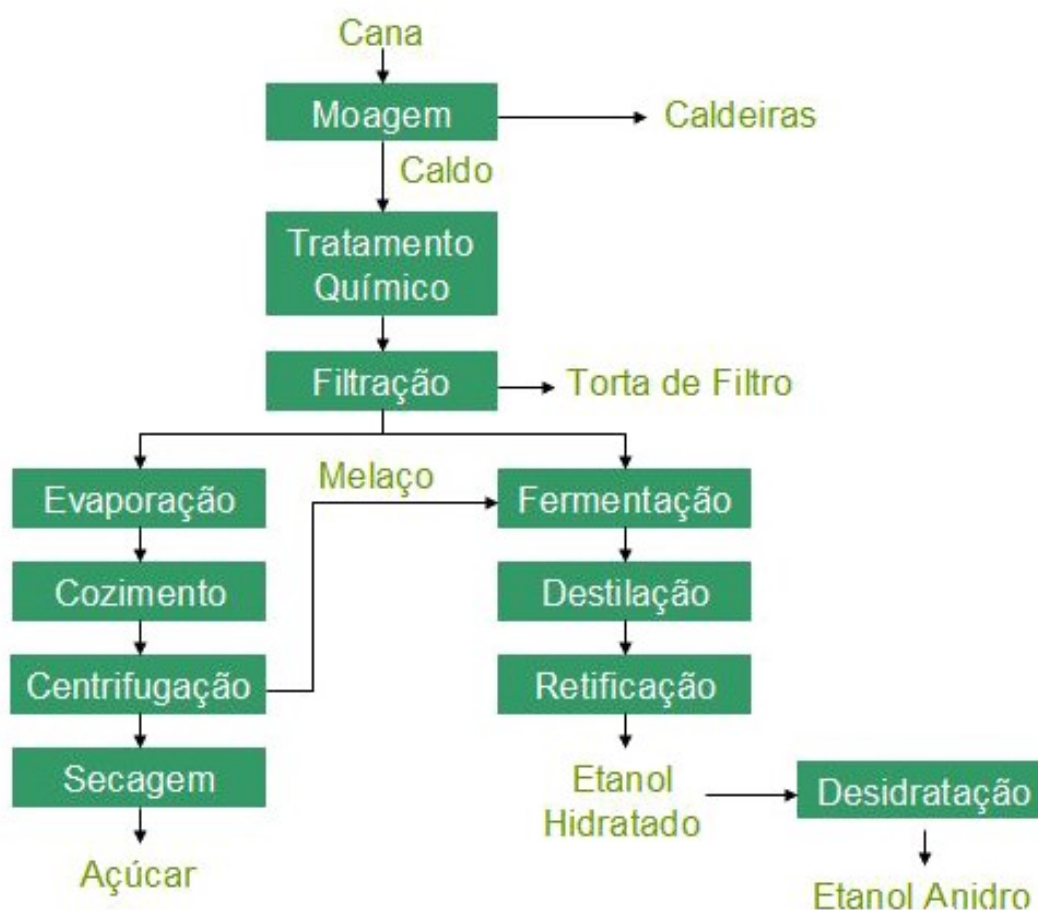 Cana
Moagem
Caldeiras
Caldo
Tratamento
Químico
Filtração
Torta de Filtro
Melaço
Evaporação
Fermentação
Cozimento
Destilação
Centrifugação
Retificação
Secagem
Etanol
Hidratado
Desidratação
Açúcar
Etanol Anidro